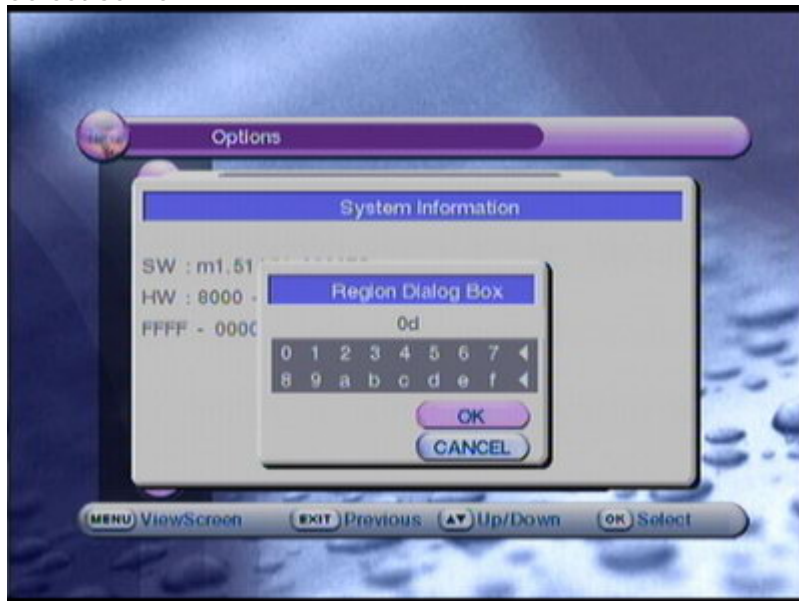 Options
System Information
SW : m1.51
HW : 8000 -
FFFF - 0000
Region Dialog Box
0d
0 1 2 3 4 5 6 7
8 9 a b c d e f
OK
CANCEL
MENU ViewScreen EXIT Previous Up/Down OK Select